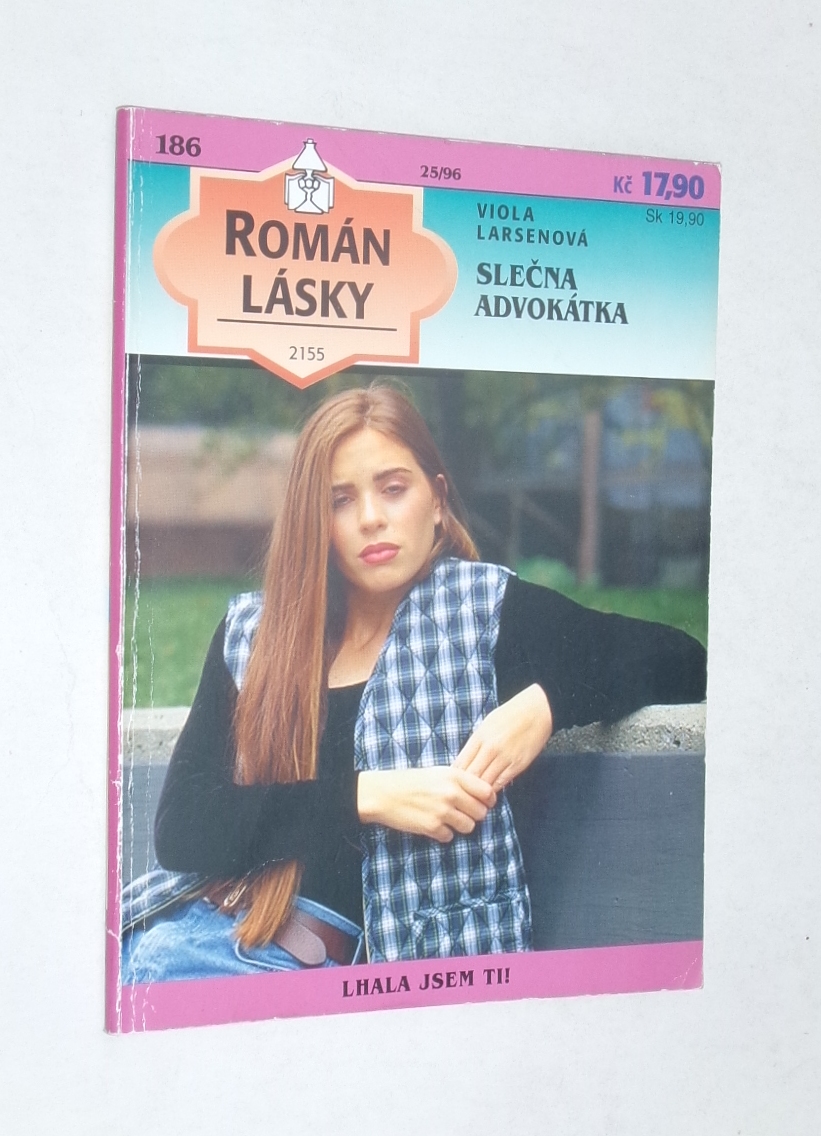 186
25/96
Kč 17,90
Sk 19,90
ROMÁN
LÁSKY
2155
VIOLA
LARSENOVÁ
SLEČNA
ADVOKÁTKA
LHALA JSEM TI!